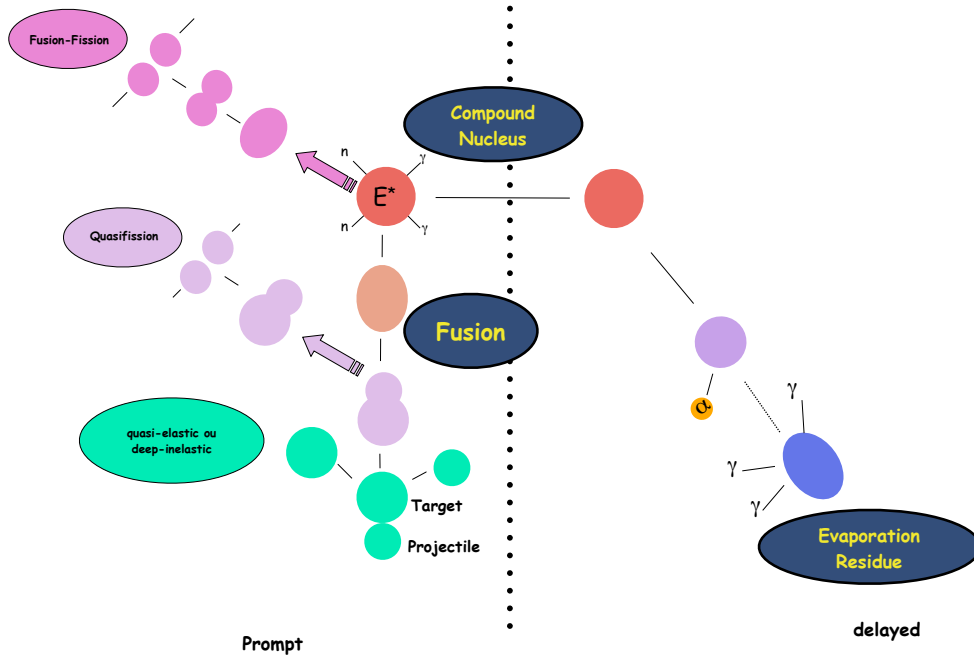 Fusion-Fission
Compound
Nucleus
n
γ
E*
n
γ
Quasifission
Fusion
α
γ
quasi-elastic ou
deep-inelastic
γ
γ
Target
Projectile
Evaporation
Residue
Prompt
delayed